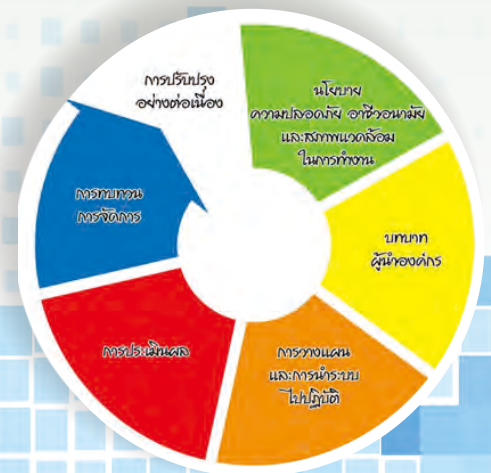 การปรับปรุง
อย่างต่อเนื่อง
นโยบาย
ความปลอดภัย อาชีวอนามัย
และสภาพแวดล้อม
ในการทำงาน
บทบาท
ผู้นำองค์กร
การวางแผน
และการนำระบบ
ไปปฏิบัติ
การประเมินผล
การทบทวน
การจัดการ